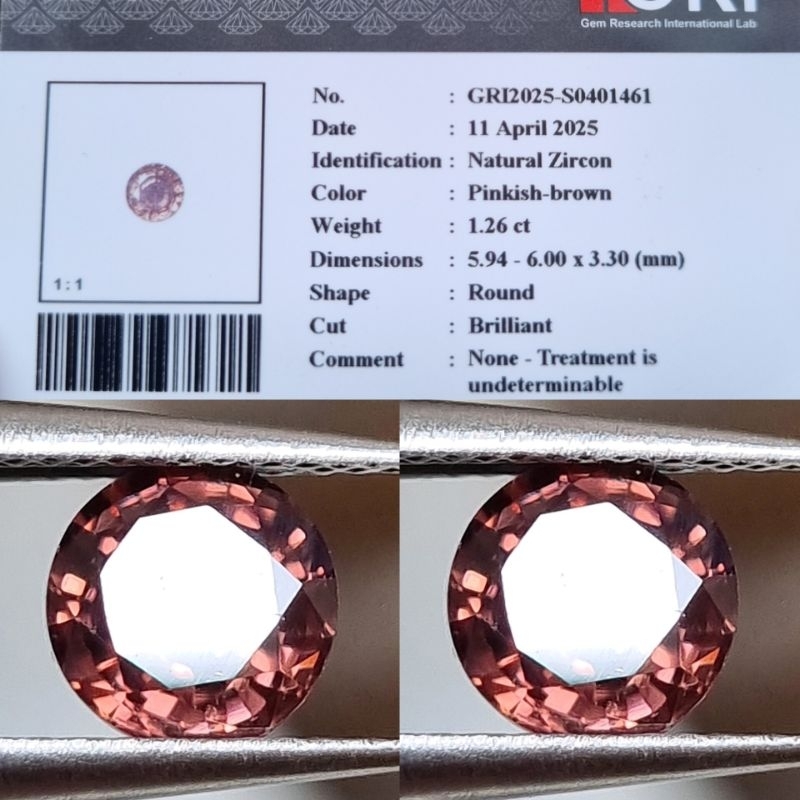 Gem Research International Lab
No. : GRI2025-S0401461
Date : 11 April 2025
Identification : Natural Zircon
Color : Pinkish-brown
Weight : 1.26 ct
Dimensions : 5.94 - 6.00 x 3.30 (mm)
Shape : Round
Cut : Brilliant
Comment : None - Treatment is
undeterminable
1:1